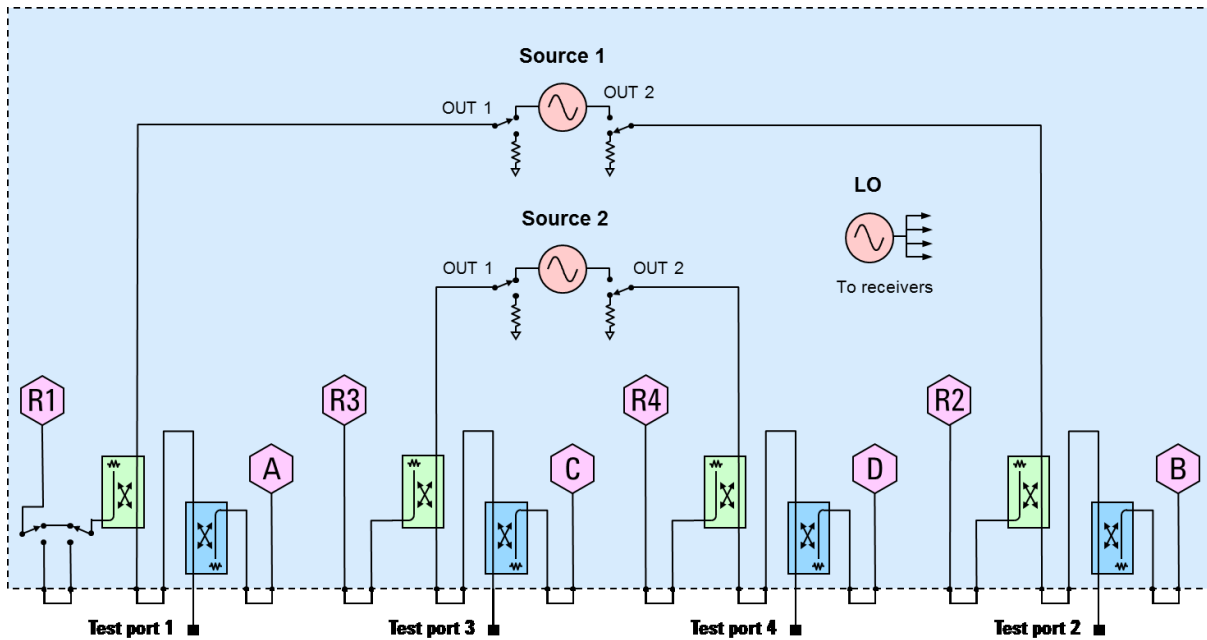 Source 1
OUT 1
OUT 2
LO
To receivers
Source 2
OUT 1
OUT 2
R1
R3
R4
R2
A
C
D
B
Test port 1
Test port 3
Test port 4
Test port 2